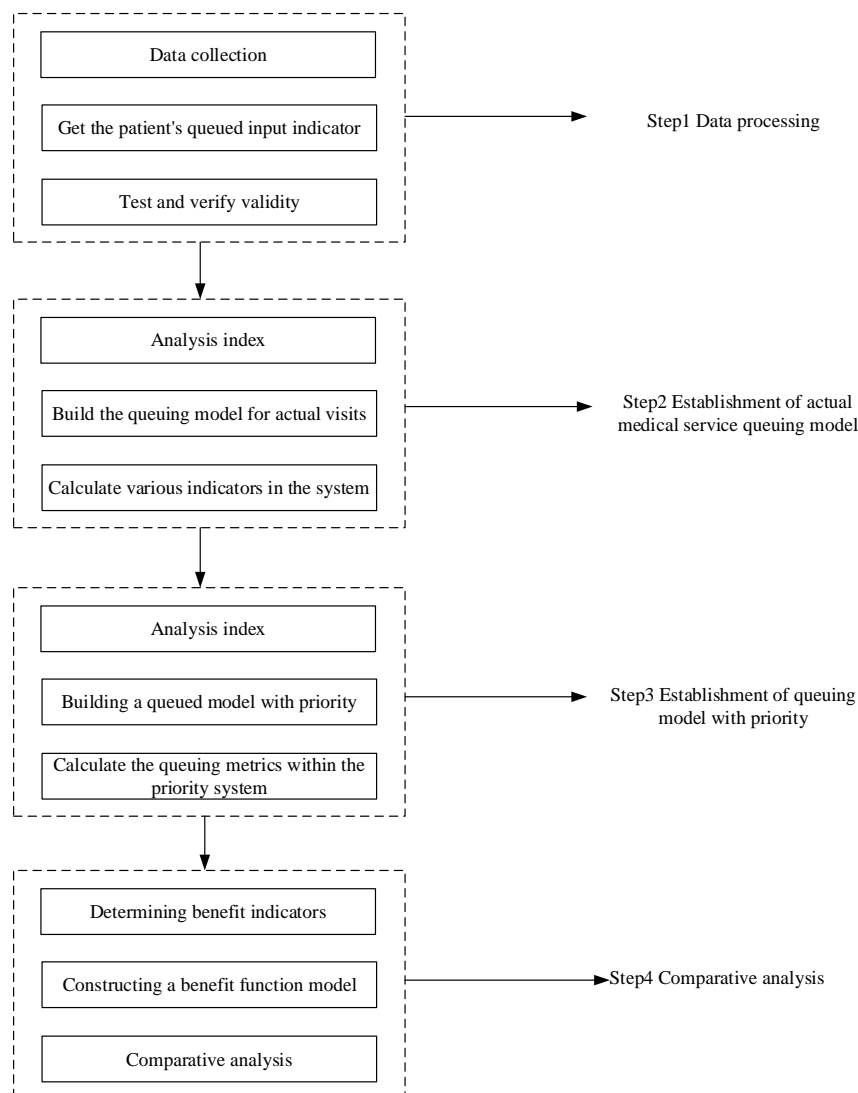 Data collection
Get the patient's queued input indicator
Test and verify validity
Step1 Data processing
Analysis index
Build the queuing model for actual visits
Calculate various indicators in the system
Step2 Establishment of actual
medical service queuing model
Analysis index
Building a queued model with priority
Calculate the queuing metrics within the
priority system
Step3 Establishment of queuing
model with priority
Determining benefit indicators
Constructing a benefit function model
Comparative analysis
Step4 Comparative analysis